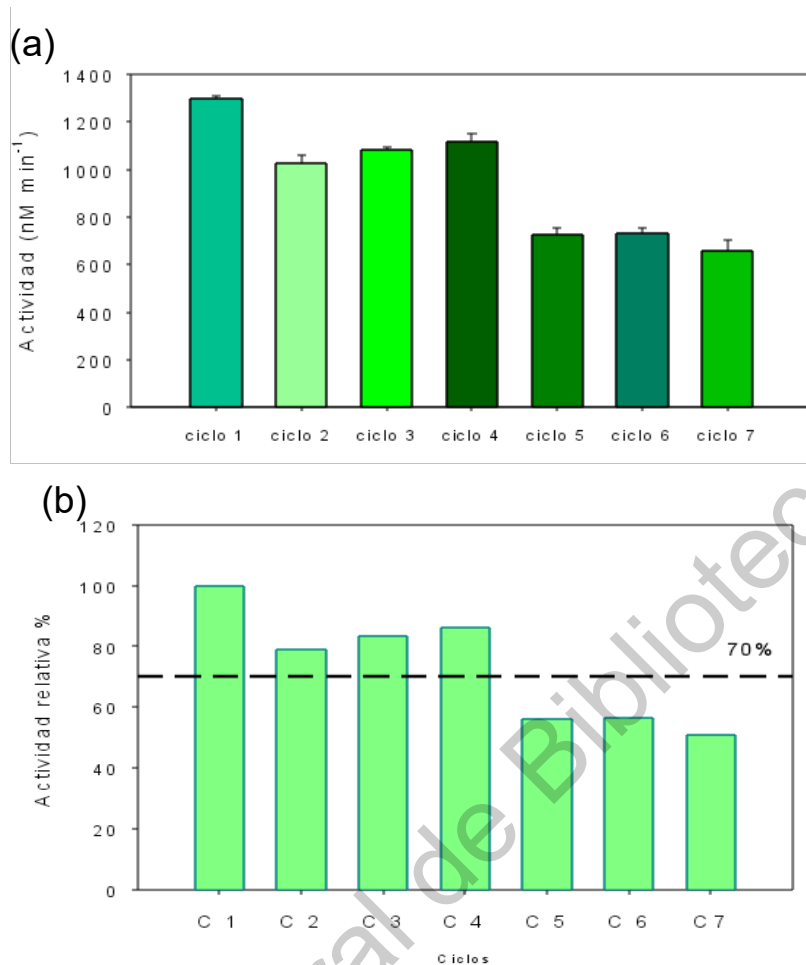 (a)
Actividad (nM min⁻¹)
1400
1200
1000
800
600
400
200
0
ciclo 1 ciclo 2 ciclo 3 ciclo 4 ciclo 5 ciclo 6 ciclo 7
(b)
Actividad relativa %
120
100
80
60
40
20
0
70%
C 1 C 2 C 3 C 4 C 5 C 6 C 7
Ciclos
ral de Bibliotec